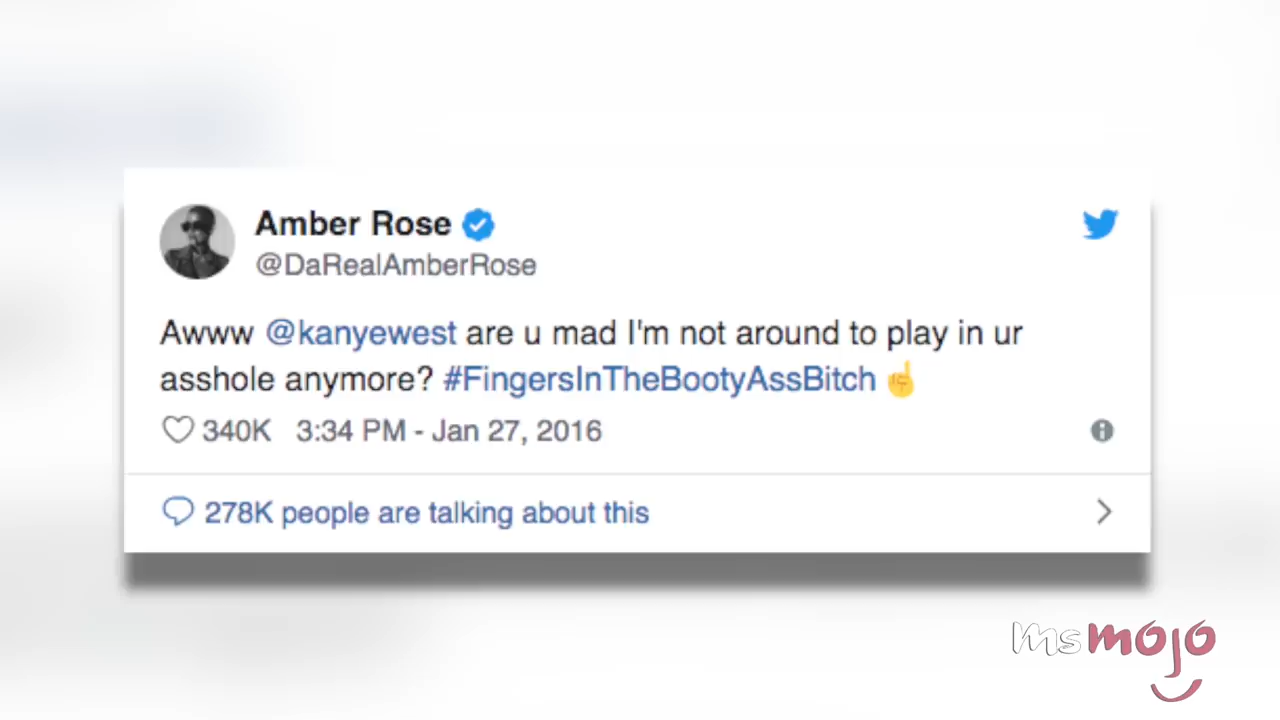 Amber Rose
@DaRealAmberRose
Awww @kanyewest are u mad I'm not around to play in ur
asshole anymore? #FingersInTheBootyAssBitch ☝
340K 3:34 PM - Jan 27, 2016
278K people are talking about this
msmojo